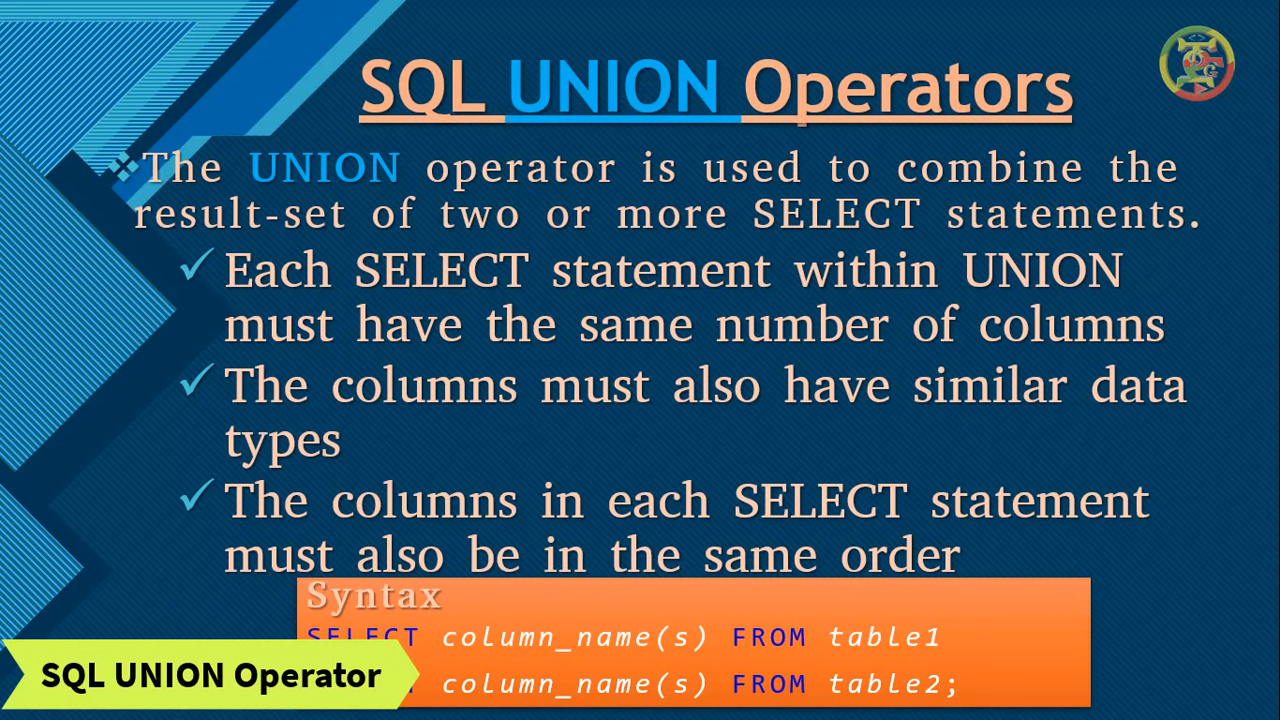 SQL UNION Operators
The UNION operator is used to combine the
result-set of two or more SELECT statements.
Each SELECT statement within UNION
must have the same number of columns
The columns must also have similar data
types
The columns in each SELECT statement
must also be in the same order
Syntax
SELECT column_name(s) FROM table1
column_name(s) FROM table2;
SQL UNION Operator